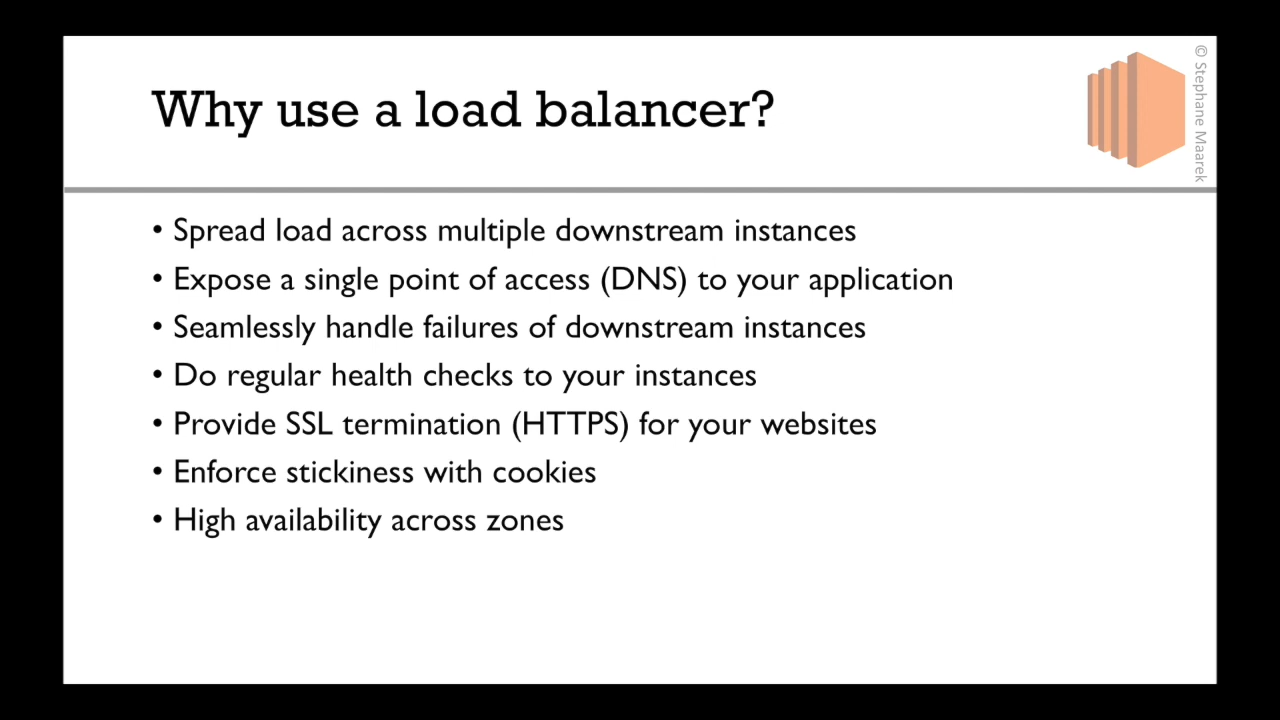 Why use a load balancer?
© Stephane Maarek
• Spread load across multiple downstream instances
• Expose a single point of access (DNS) to your application
• Seamlessly handle failures of downstream instances
• Do regular health checks to your instances
• Provide SSL termination (HTTPS) for your websites
• Enforce stickiness with cookies
• High availability across zones